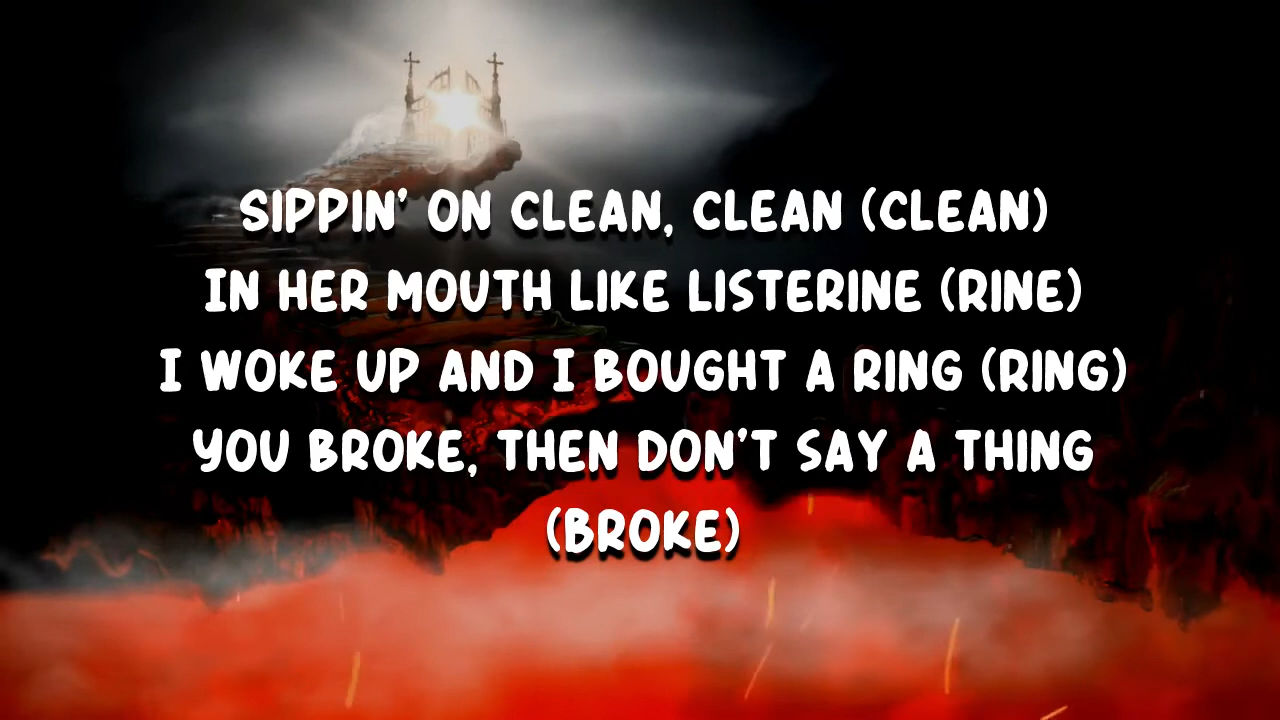 SIPPIN' ON CLEAN, CLEAN (CLEAN)
IN HER MOUTH LIKE LISTERINE (RINE)
I WOKE UP AND I BOUGHT A RING (RING)
YOU BROKE, THEN DON'T SAY A THING
(BROKE)